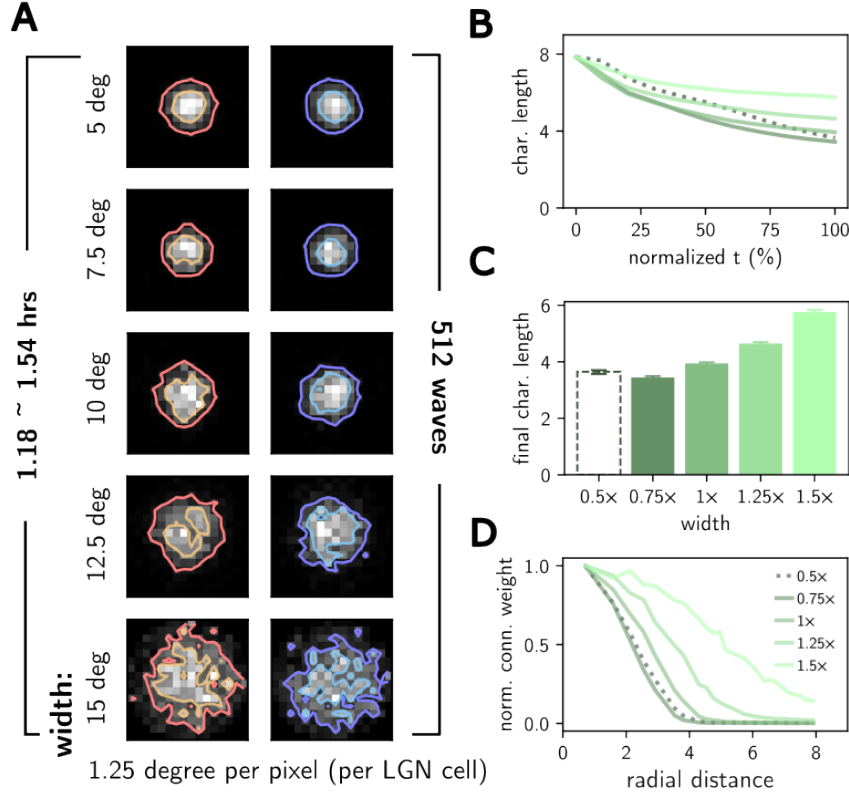 A
5 deg
7.5 deg
10 deg
12.5 deg
15 deg
width:
1.18 ~ 1.54 hrs
512 waves
1.25 degree per pixel (per LGN cell)
B
char. length
8
4
0
0 25 50 75 100
normalized t (%)
C
final char. length
6
4
2
0
0.5× 0.75× 1× 1.25× 1.5×
width
D
norm. conn. weight
1.0
0.5
0.0
0 2 4 6 8
radial distance
0.5×
0.75×
1×
1.25×
1.5×